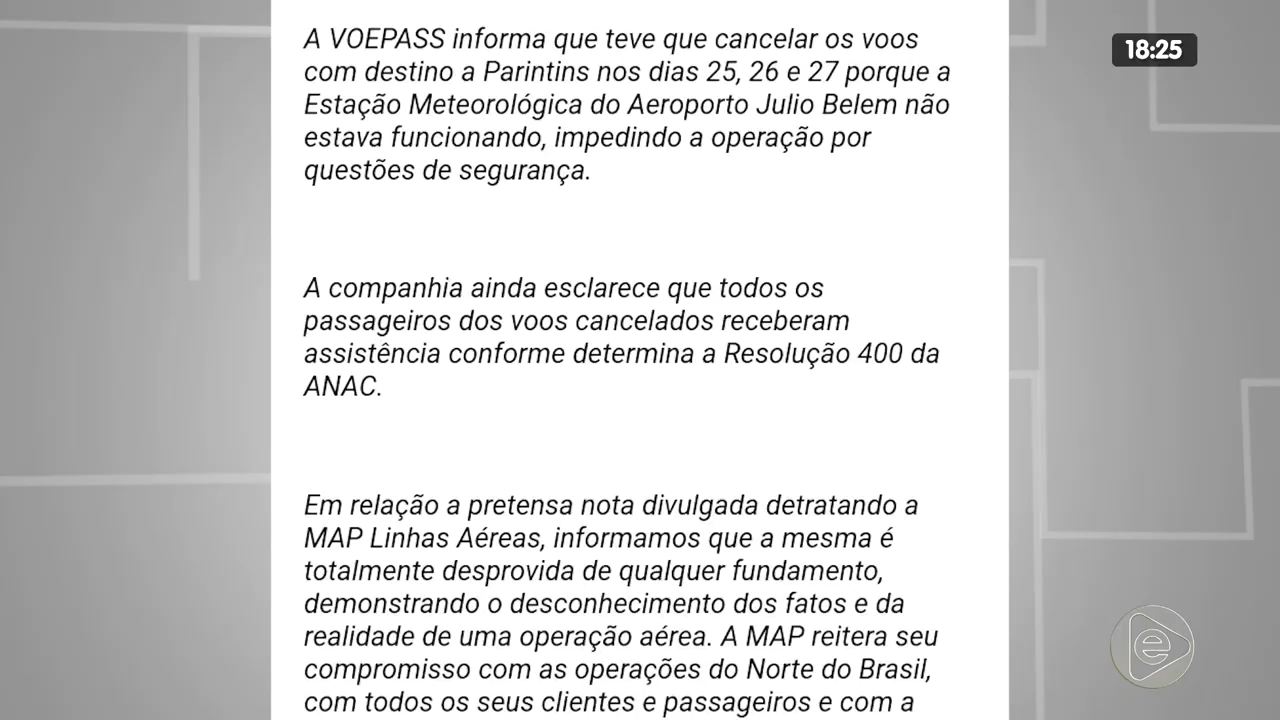 A VOEPASS informa que teve que cancelar os voos
com destino a Parintins nos dias 25, 26 e 27 porque a
Estação Meteorológica do Aeroporto Julio Belem não
estava funcionando, impedindo a operação por
questões de segurança.
A companhia ainda esclarece que todos os
passageiros dos voos cancelados receberam
assistência conforme determina a Resolução 400 da
ANAC.
Em relação a pretensa nota divulgada detratando a
MAP Linhas Aéreas, informamos que a mesma é
totalmente desprovida de qualquer fundamento,
demonstrando o desconhecimento dos fatos e da
realidade de uma operação aérea. A MAP reitera seu
compromisso com as operações do Norte do Brasil,
com todos os seus clientes e passageiros e com a
18:25
e